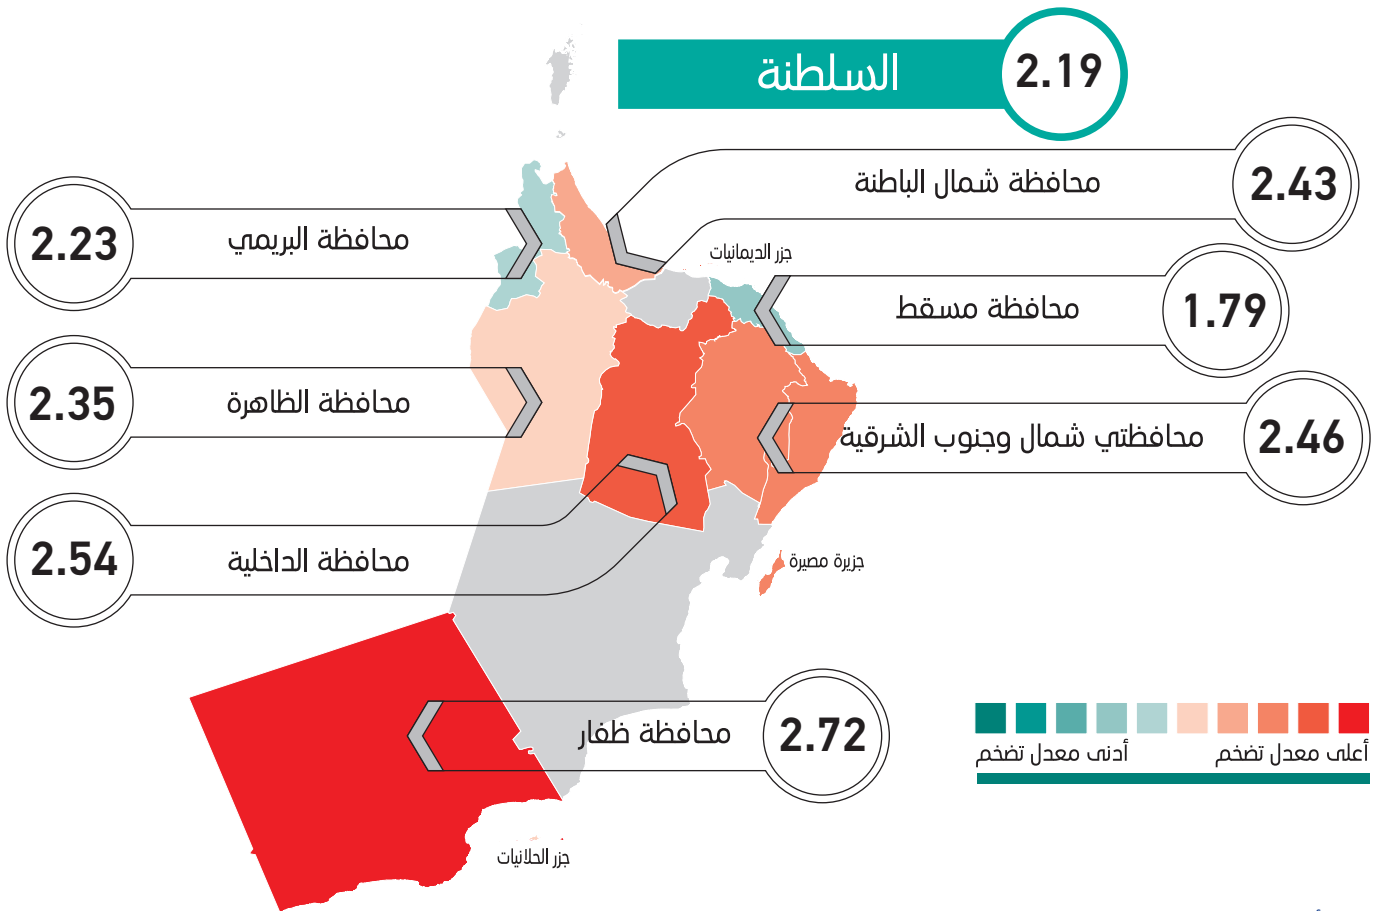 السلطنة
2.19
محافظة شمال الباطنة
2.43
محافظة البريمي
2.23
جزر الديمانيات
محافظة مسقط
1.79
محافظة الظاهرة
2.35
محافظتي شمال وجنوب الشرقية
2.46
محافظة الداخلية
2.54
جزيرة مصيرة
محافظة ظفار
2.72
أعلى معدل تضخم
أدنى معدل تضخم
جزر الحلانيات